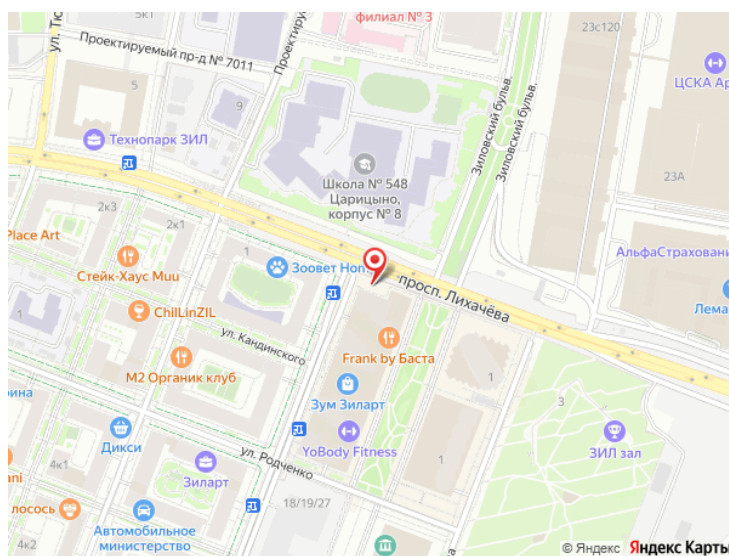 филиал № 3
5к1
23с120
ул. Тю
Проектируемый пр-д № 7011
Проектируем
Зиловский бульв.
Зиловский бульв.
ЦСКА Ар
5
9
Технопарк ЗИЛ
Школа № 548
Царицыно,
корпус № 8
23А
2к3
2к1
1
Place Art
Стейк-Хаус Muu
Зоовет Hom
АльфаСтраховани
просп. Лихачёва
Лема
ChilLinZIL
1
ул. Кандинского
Frank by Баста
М2 Органик клуб
1
Зум Зиларт
рина
3
Дикси
YoBody Fitness
ЗИЛ зал
ул. Родченко
4к1
Зиларт
1
ani
18/19/27
лосось
Автомобильное
министерство
4к2
© Яндекс Яндекс Карты